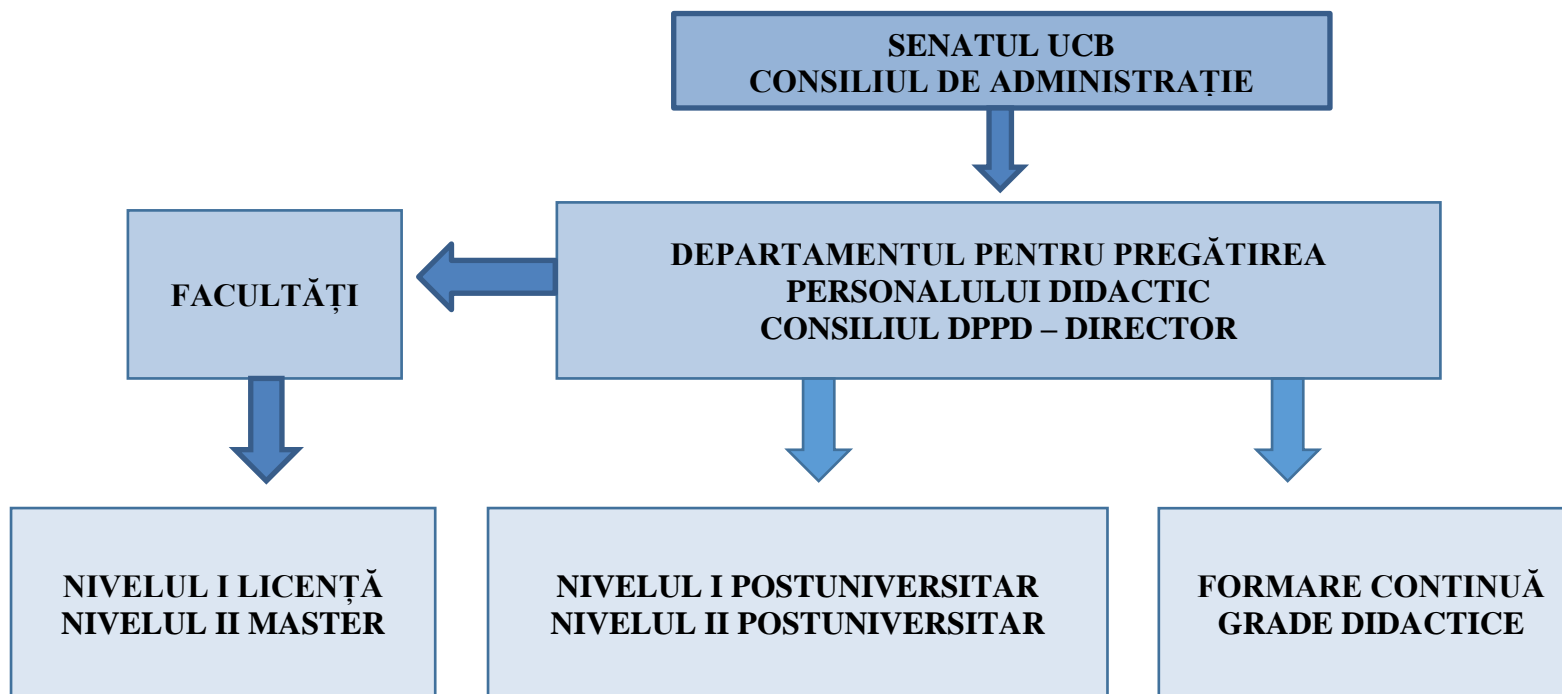 SENATUL UCB
CONSILIUL DE ADMINISTRAȚIE
FACULTĂȚI
DEPARTAMENTUL PENTRU PREGĂTIREA
PERSONALULUI DIDACTIC
CONSILIUL DPPD – DIRECTOR
NIVELUL I LICENȚĂ
NIVELUL II MASTER
NIVELUL I POSTUNIVERSITAR
NIVELUL II POSTUNIVERSITAR
FORMARE CONTINUĂ
GRADE DIDACTICE